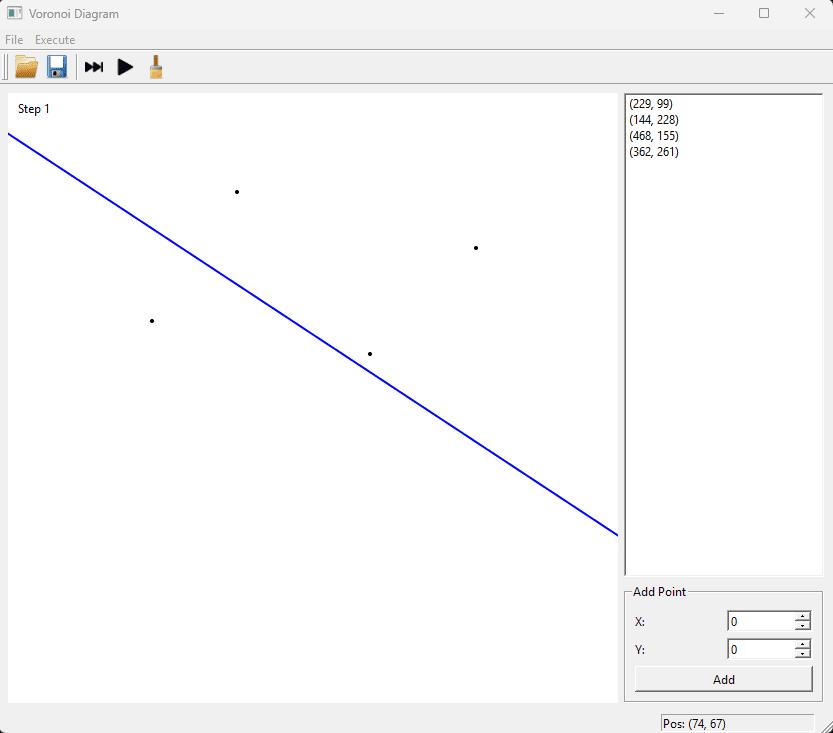 Voronoi Diagram
File Execute
Step 1
(229, 99)
(144, 228)
(468, 155)
(362, 261)
Add Point
X: 0
Y: 0
Add
Pos: (74, 67)